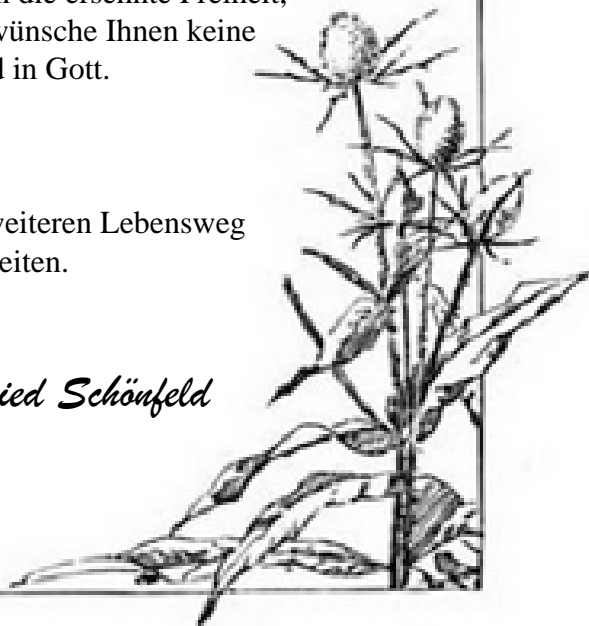 die ersehnte Freiheit,
wünsche Ihnen keine
in Gott.
weiteren Lebensweg
eiten.
ied Schönfeld